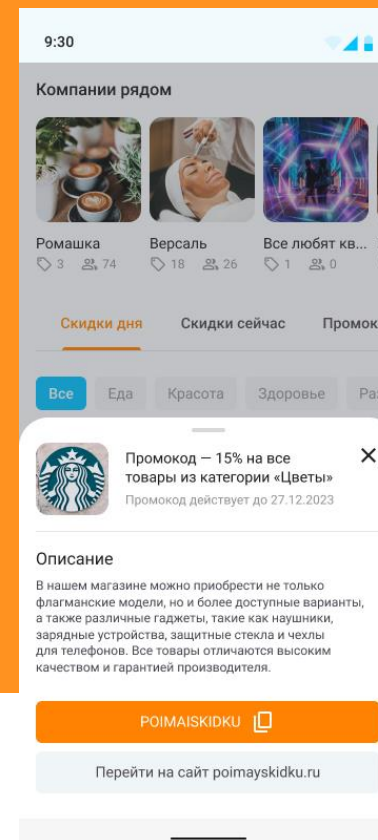 9:30
Компании рядом
Ромашка Версаль Все любят кв...
3 74 18 26 1 0
Скидки дня Скидки сейчас Промок
Все Еда Красота Здоровье Ра
Промокод — 15% на все
товары из категории «Цветы»
Промокод действует до 27.12.2023
Описание
В нашем магазине можно приобрести не только
флагманские модели, но и более доступные варианты,
а также различные гаджеты, такие как наушники,
зарядные устройства, защитные стекла и чехлы
для телефонов. Все товары отличаются высоким
качеством и гарантией производителя.
POIMAISKIDKU
Перейти на сайт poimayskidku.ru